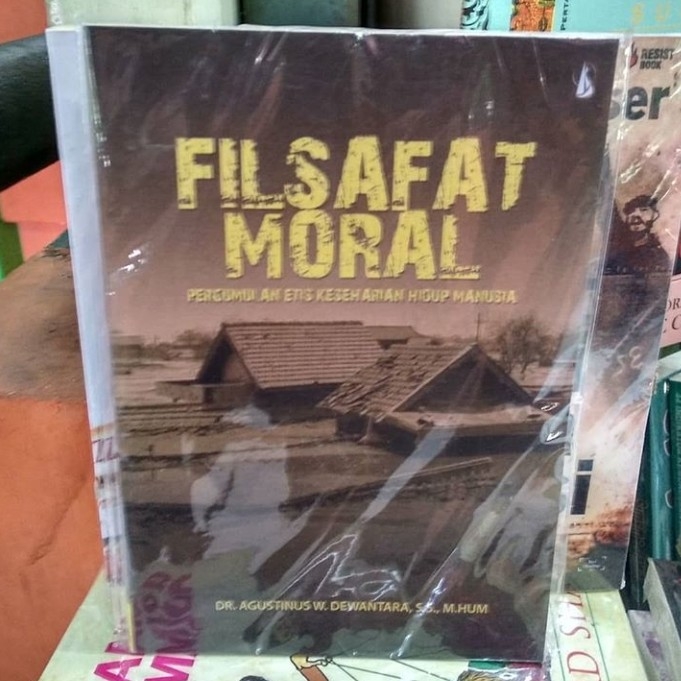 FILSAFAT
MORAL
PERGUMULAN ETIS KESEHARIAN HIDUP MANUSIA
DR. AGUSTINUS W. DEWANTARA, S.S., M.HUM
RESIST
BOOK